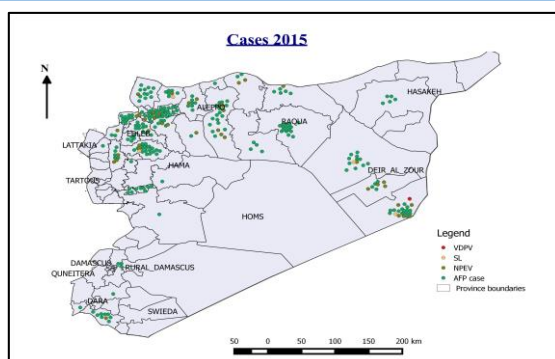 Cases 2015
N
HASAKEH
ALEPPO
RAQUA
IDLEB
LATTAKIA
DEIR_AL_ZOUR
HAMA
TARTOUS
HOMS
DAMASCUS
RURAL_DAMASCUS
QUNEITERA
DARA
SWIEDA
Legend
VDPV
SL
NPEV
AFP case
Province boundaries
50 0 50 100 150 200 km